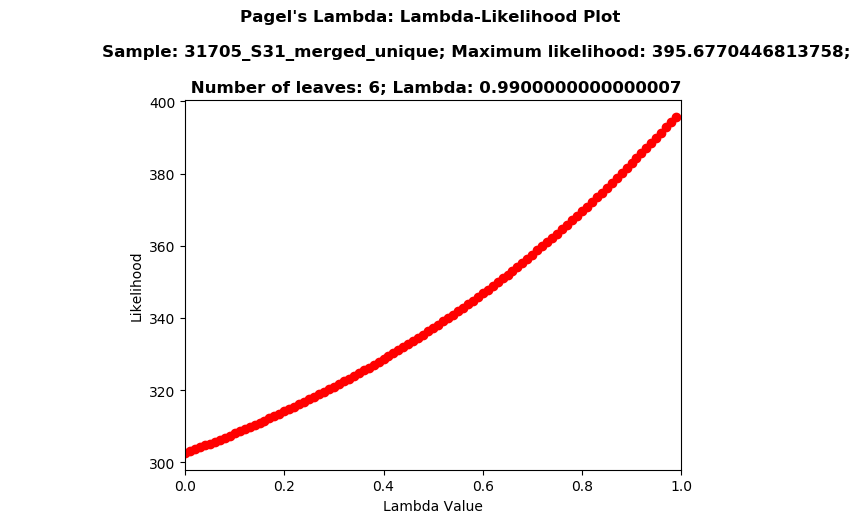 Pagel's Lambda: Lambda-Likelihood Plot
Sample: 31705_S31_merged_unique; Maximum likelihood: 395.6770446813758;
Number of leaves: 6; Lambda: 0.9900000000000007
400
380
360
340
320
300
Likelihood
0.0
0.2
0.4
0.6
0.8
1.0
Lambda Value